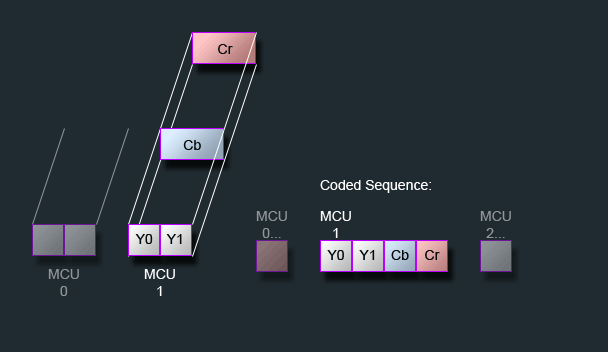 Cr
Cb
Coded Sequence:
MCU
0...
MCU
1
MCU
2...
Y0 Y1
Y0 Y1 Cb Cr
MCU
0
MCU
1